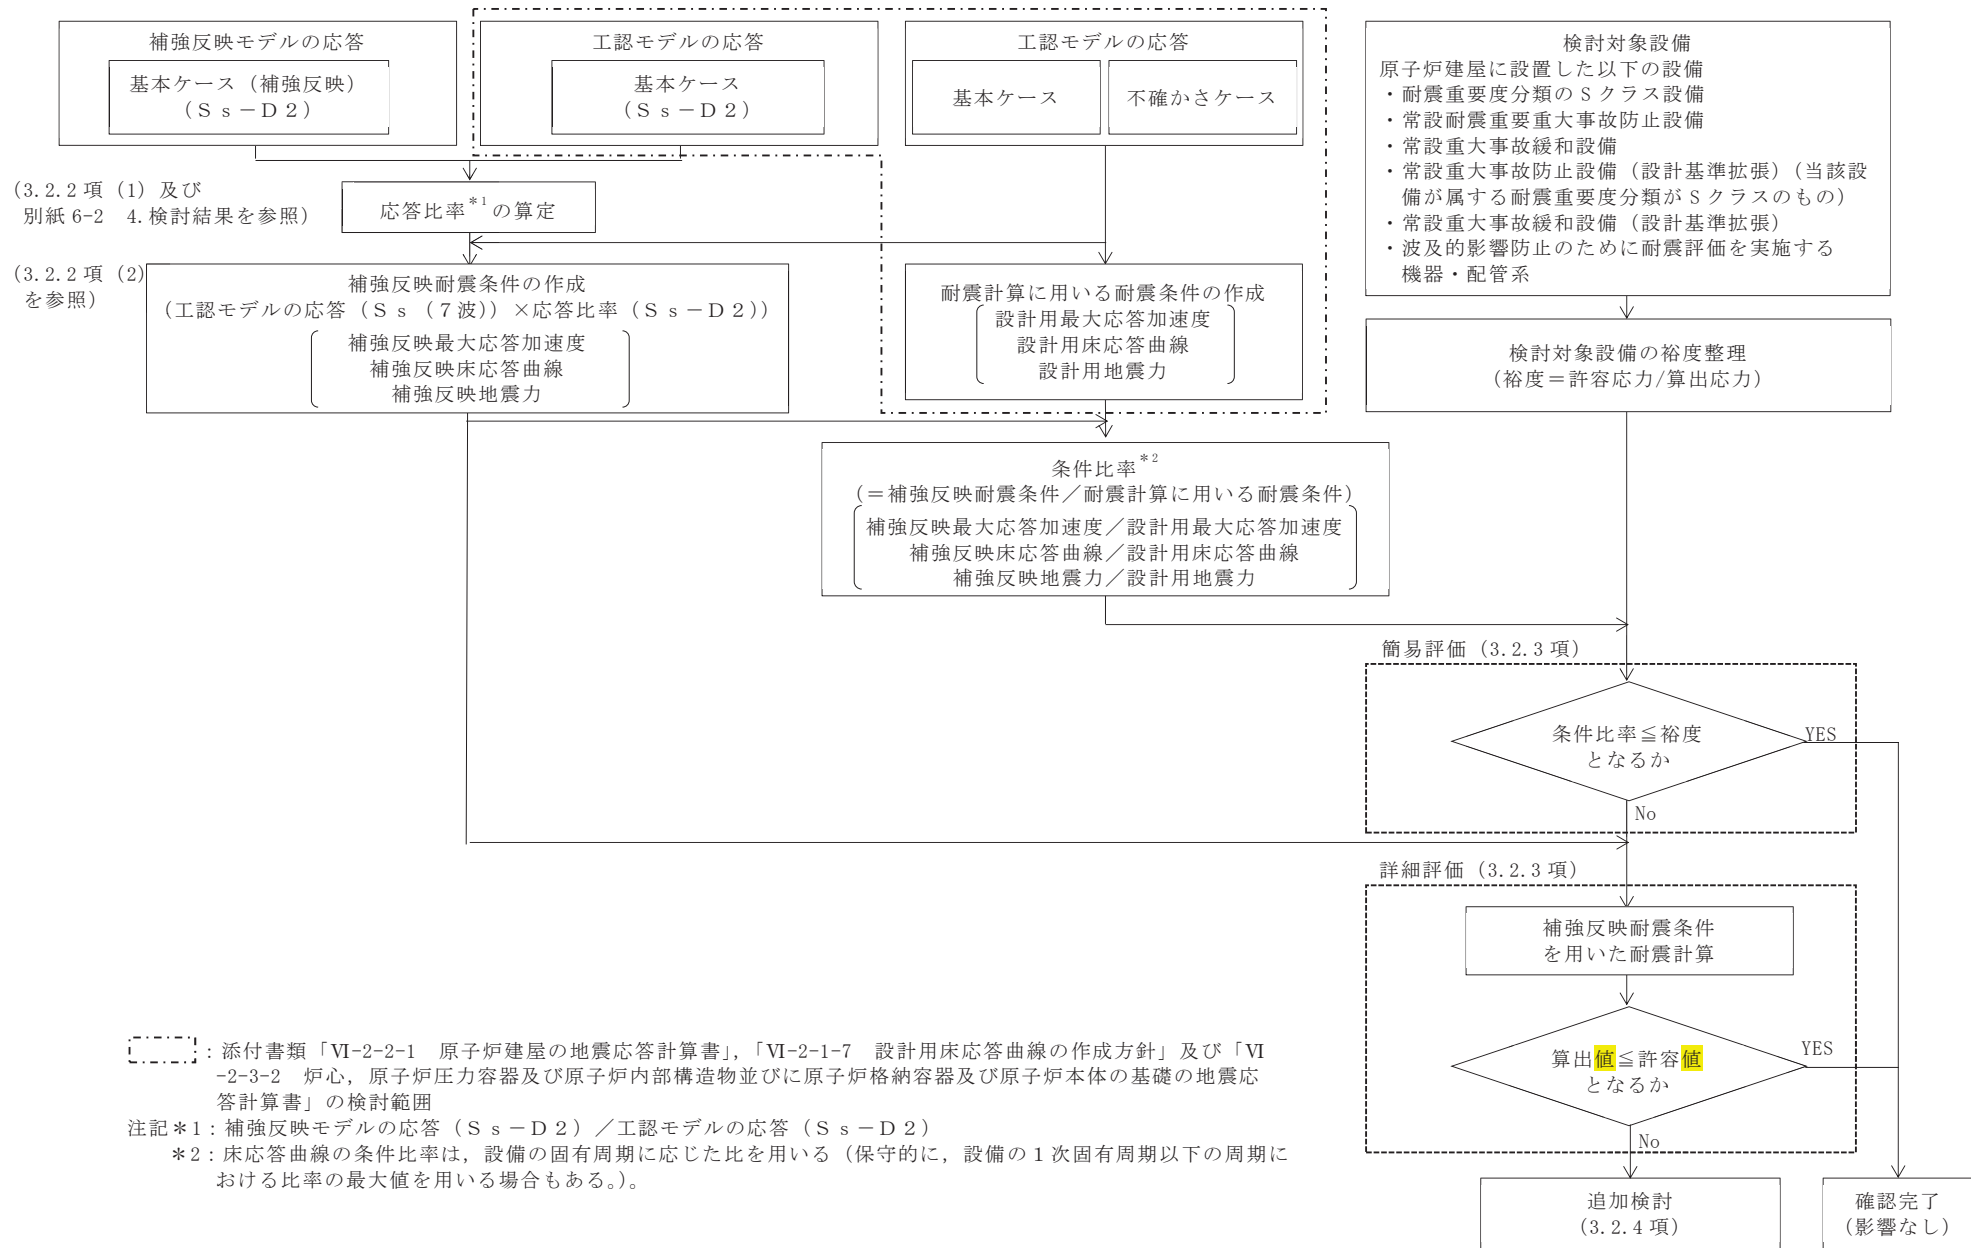 補強反映モデルの応答
基本ケース（補強反映）
（Ｓｓ－Ｄ２）
工認モデルの応答
基本ケース
（Ｓｓ－Ｄ２）
工認モデルの応答
基本ケース
不確かさケース
検討対象設備
原子炉建屋に設置した以下の設備
・耐震重要度分類のＳクラス設備
・常設耐震重要重大事故防止設備
・常設重大事故緩和設備
・常設重大事故防止設備（設計基準拡張）（当該設
備が属する耐震重要度分類がＳクラスのもの）
・常設重大事故緩和設備（設計基準拡張）
・波及的影響防止のために耐震評価を実施する
機器・配管系
(3.2.2項（1）及び
別紙6-2　4.検討結果を参照）
応答比率*1の算定
(3.2.2項（2）
を参照）
補強反映耐震条件の作成
（工認モデルの応答（Ｓｓ（７波））×応答比率（Ｓｓ－Ｄ２））
補強反映最大応答加速度
補強反映床応答曲線
補強反映地震力
耐震計算に用いる耐震条件の作成
設計用最大応答加速度
設計用床応答曲線
設計用地震力
検討対象設備の裕度整理
（裕度＝許容応力/算出応力）
条件比率*2
（＝補強反映耐震条件／耐震計算に用いる耐震条件）
補強反映最大応答加速度／設計用最大応答加速度
補強反映床応答曲線／設計用床応答曲線
補強反映地震力／設計用地震力
簡易評価（3.2.3項）
条件比率≦裕度
となるか
YES
No
詳細評価（3.2.3項）
補強反映耐震条件
を用いた耐震計算
算出値≦許容値
となるか
YES
No
追加検討
（3.2.4項）
確認完了
（影響なし）
：添付書類「Ⅵ-2-2-1　原子炉建屋の地震応答計算書」，「Ⅵ-2-1-7　設計用床応答曲線の作成方針」及び「Ⅵ
-2-3-2　炉心，原子炉圧力容器及び原子炉内部構造物並びに原子炉格納容器及び原子炉本体の基礎の地震応
答計算書」の検討範囲
注記＊1：補強反映モデルの応答（Ｓｓ－Ｄ２）／工認モデルの応答（Ｓｓ－Ｄ２）
＊2：床応答曲線の条件比率は，設備の固有周期に応じた比を用いる（保守的に，設備の１次固有周期以下の周期に
おける比率の最大値を用いる場合もある。）。